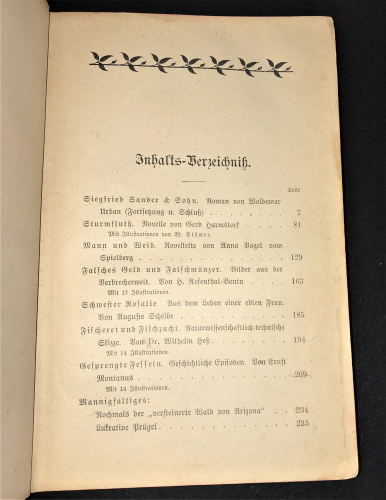 Inhalts-Verzeichniß.
Seite
Siegfried Sander & Sohn. Roman von Woldemar
Urban (Fortsetzung u. Schluß) . . . . . . . 7
Sturmfluth. Novelle von Gerd Harmstorf . . . . 81
Mit Illustrationen von W. Stöwer.
Mann und Weib. Novellette von Anna Vogel vom
Spielberg . . . . . . . . . . . . 129
Falsches Geld und Falschmünzer. Bilder aus der
Verbrecherwelt. Von H. Rosenthal-Bonin . . . . 163
Mit 17 Illustrationen.
Schwester Rosalie. Aus dem Leben einer edlen Frau.
Von Auguste Scheibe . . . . . . . . . 185
Fischerei und Fischzucht. Naturwissenschaftlich-technische
Skizze. Von Dr. Wilhelm Heß . . . . . . 194
Mit 14 Illustrationen.
Gesprengte Fesseln. Geschichtliche Episoden. Von Ernst
Montanus . . . . . . . . . . . . 209
Mit 14 Illustrationen.
Mannigfaltiges:
Nochmals der „versteinerte Wald von Arizona“ . . 234
Lukrative Prügel . . . . . . . . . . 235